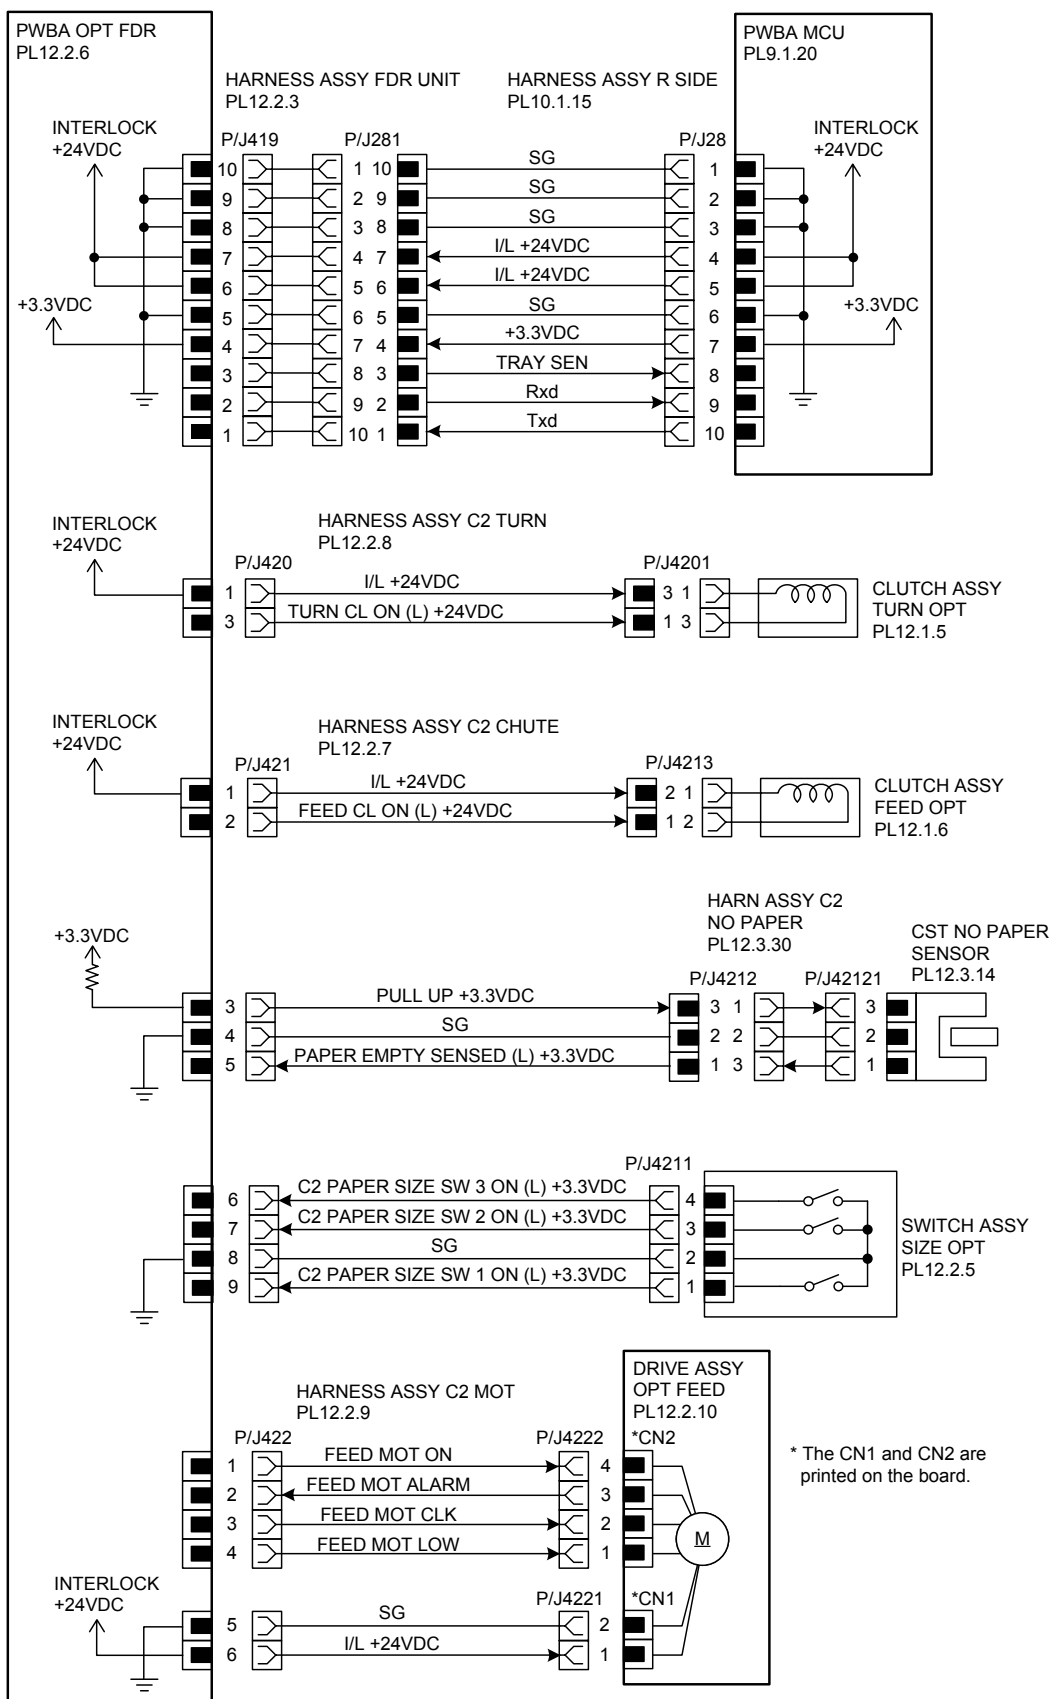 PWBA OPT FDR
PL12.2.6
PWBA MCU
PL9.1.20
HARNESS ASSY FDR UNIT
PL12.2.3
HARNESS ASSY R SIDE
PL10.1.15
INTERLOCK
+24VDC
P/J419
P/J281
P/J28
INTERLOCK
+24VDC
10 1 10 SG 1
9 2 9 SG 2
8 3 8 SG 3
7 4 7 I/L +24VDC 4
6 5 6 I/L +24VDC 5
+3.3VDC
+3.3VDC
5 6 5 SG 6
4 7 4 +3.3VDC 7
3 8 3 TRAY SEN 8
2 9 2 Rxd 9
1 10 1 Txd 10
INTERLOCK
+24VDC
HARNESS ASSY C2 TURN
PL12.2.8
P/J420
P/J4201
1 I/L +24VDC 3 1
3 TURN CL ON (L) +24VDC 1 3
CLUTCH ASSY
TURN OPT
PL12.1.5
INTERLOCK
+24VDC
HARNESS ASSY C2 CHUTE
PL12.2.7
P/J421
P/J4213
1 I/L +24VDC 2 1
2 FEED CL ON (L) +24VDC 1 2
CLUTCH ASSY
FEED OPT
PL12.1.6
HARN ASSY C2
NO PAPER
PL12.3.30
CST NO PAPER
SENSOR
PL12.3.14
+3.3VDC
P/J4212
P/J42121
3 PULL UP +3.3VDC 3 1 3
4 SG 2 2 2
5 PAPER EMPTY SENSED (L) +3.3VDC 1 3 1
P/J4211
6 C2 PAPER SIZE SW 3 ON (L) +3.3VDC 4
7 C2 PAPER SIZE SW 2 ON (L) +3.3VDC 3
8 SG 2
9 C2 PAPER SIZE SW 1 ON (L) +3.3VDC 1
SWITCH ASSY
SIZE OPT
PL12.2.5
HARNESS ASSY C2 MOT
PL12.2.9
DRIVE ASSY
OPT FEED
PL12.2.10
P/J422
P/J4222
*CN2
1 FEED MOT ON 4
2 FEED MOT ALARM 3
3 FEED MOT CLK 2
4 FEED MOT LOW 1
M
* The CN1 and CN2 are
printed on the board.
INTERLOCK
+24VDC
P/J4221
*CN1
5 SG 2
6 I/L +24VDC 1